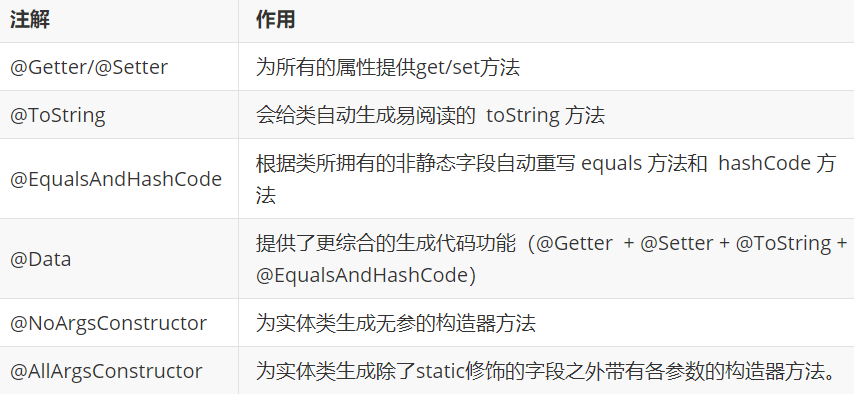 注解 作用
@Getter/@Setter 为所有的属性提供get/set方法
@ToString 会给类自动生成易阅读的 toString 方法
@EqualsAndHashCode 根据类所拥有的非静态字段自动重写 equals 方法和 hashCode 方
法
@Data 提供了更综合的生成代码功能（@Getter + @Setter + @ToString +
@EqualsAndHashCode）
@NoArgsConstructor 为实体类生成无参的构造器方法
@AllArgsConstructor 为实体类生成除了static修饰的字段之外带有各参数的构造器方法。